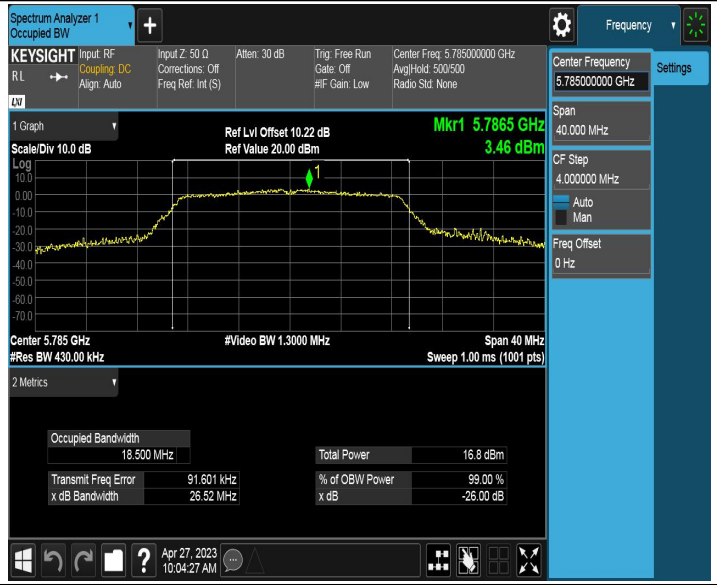 Spectrum Analyzer 1
Occupied BW
Frequency
KEYSIGHT
RL
LXI
Input: RF
Coupling: DC
Align: Auto
Input Z: 50 Ω
Corrections: Off
Freq Ref: Int (S)
Atten: 30 dB
Trig: Free Run
Gate: Off
#IF Gain: Low
Center Freq: 5.785000000 GHz
Avg|Hold: 500/500
Radio Std: None
Center Frequency
5.785000000 GHz
Settings
Span
40.000 MHz
CF Step
4.000000 MHz
Auto
Man
Freq Offset
0 Hz
1 Graph
Scale/Div 10.0 dB
Ref Lvl Offset 10.22 dB
Ref Value 20.00 dBm
Mkr1 5.7865 GHz
3.46 dBm
Log
10.0
0.00
-10.0
-20.0
-30.0
-40.0
-50.0
-60.0
-70.0
1
Center 5.785 GHz
#Res BW 430.00 kHz
#Video BW 1.3000 MHz
Span 40 MHz
Sweep 1.00 ms (1001 pts)
2 Metrics
Occupied Bandwidth
18.500 MHz
Transmit Freq Error 91.601 kHz
x dB Bandwidth 26.52 MHz
Total Power 16.8 dBm
% of OBW Power 99.00 %
x dB -26.00 dB
?
Apr 27, 2023
10:04:27 AM